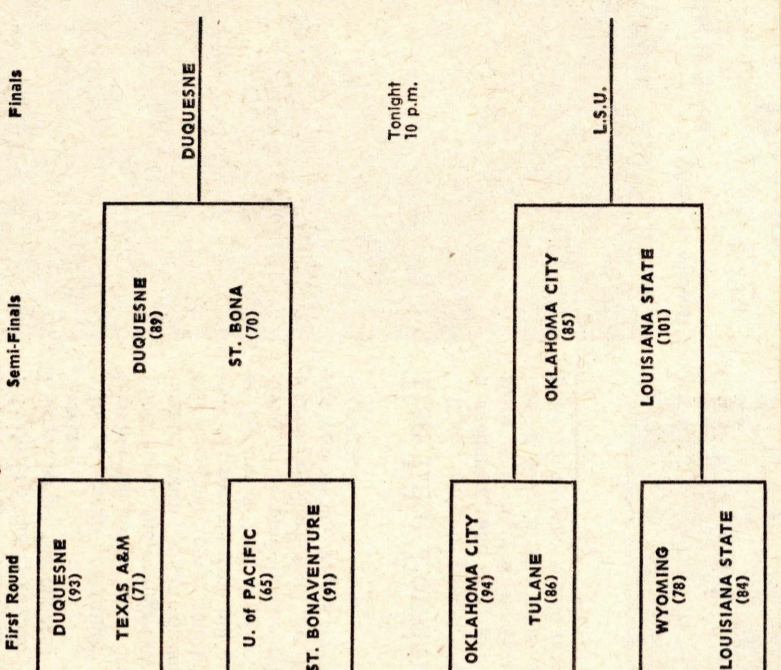 First Round
Semi-Finals
Finals
DUQUESNE
(93)
TEXAS A&M
(71)
U. of PACIFIC
(65)
ST. BONAVENTURE
(91)
OKLAHOMA CITY
(94)
TULANE
(86)
WYOMING
(78)
LOUISIANA STATE
(84)
DUQUESNE
(89)
ST. BONA
(70)
OKLAHOMA CITY
(85)
LOUISIANA STATE
(101)
DUQUESNE
Tonight
10 p.m.
L.S.U.